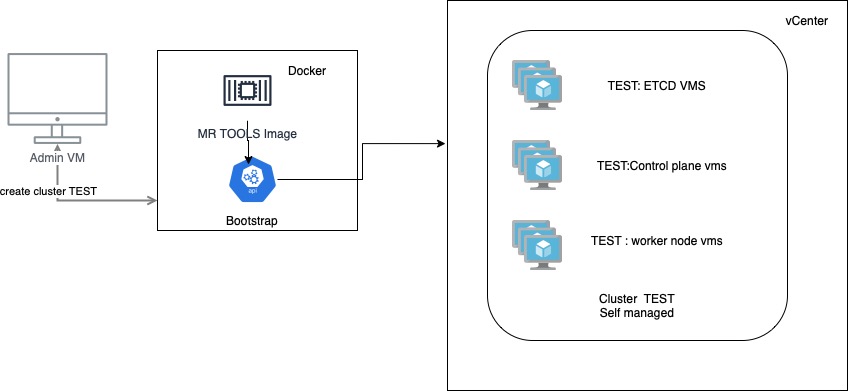 vCenter
Docker
TEST: ETCD VMS
MR TOOLS Image
Admin VM
TEST:Control plane vms
api
create cluster TEST
Bootstrap
TEST : worker node vms
Cluster TEST
Self managed